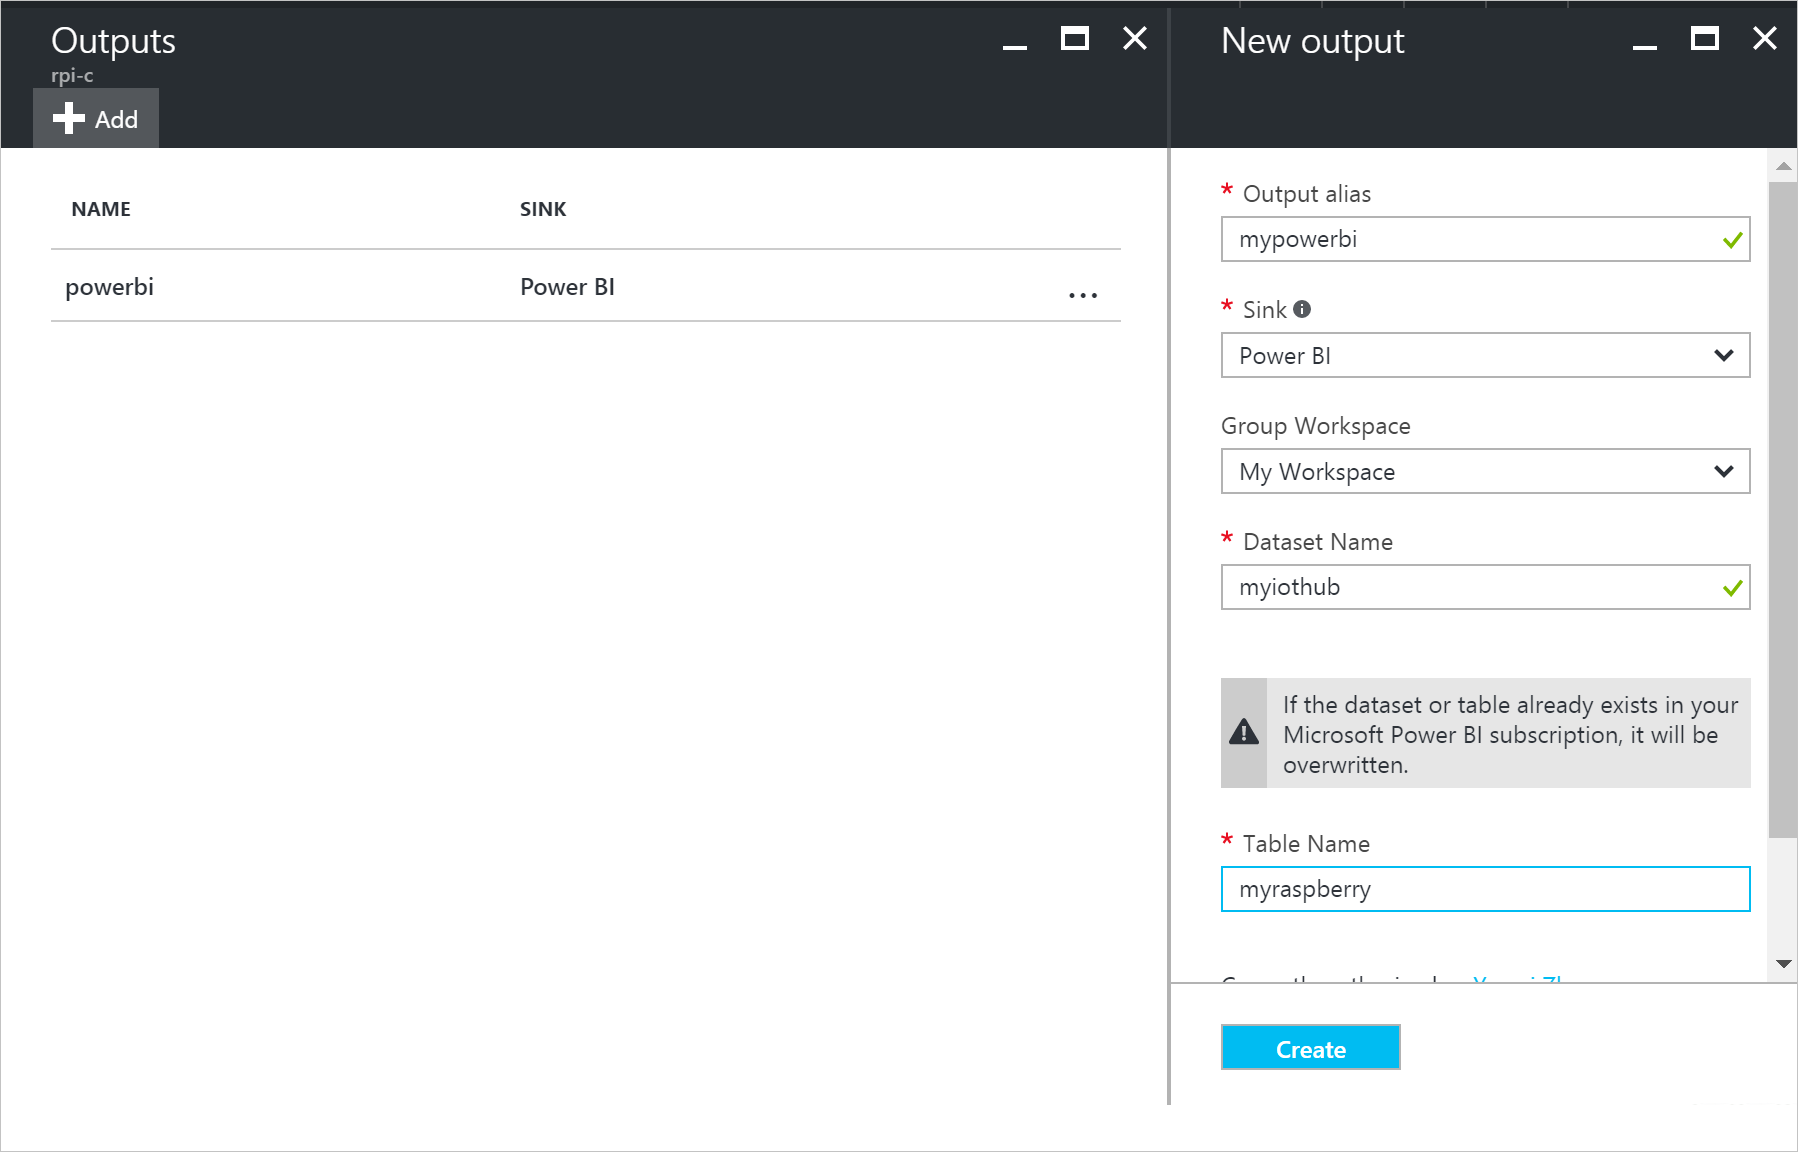 Outputs
rpi-c
Add
NAME SINK
powerbi Power BI ...
New output
* Output alias
mypowerbi
* Sink
Power BI
Group Workspace
My Workspace
* Dataset Name
myiothub
If the dataset or table already exists in your
Microsoft Power BI subscription, it will be
overwritten.
* Table Name
myraspberry
Create